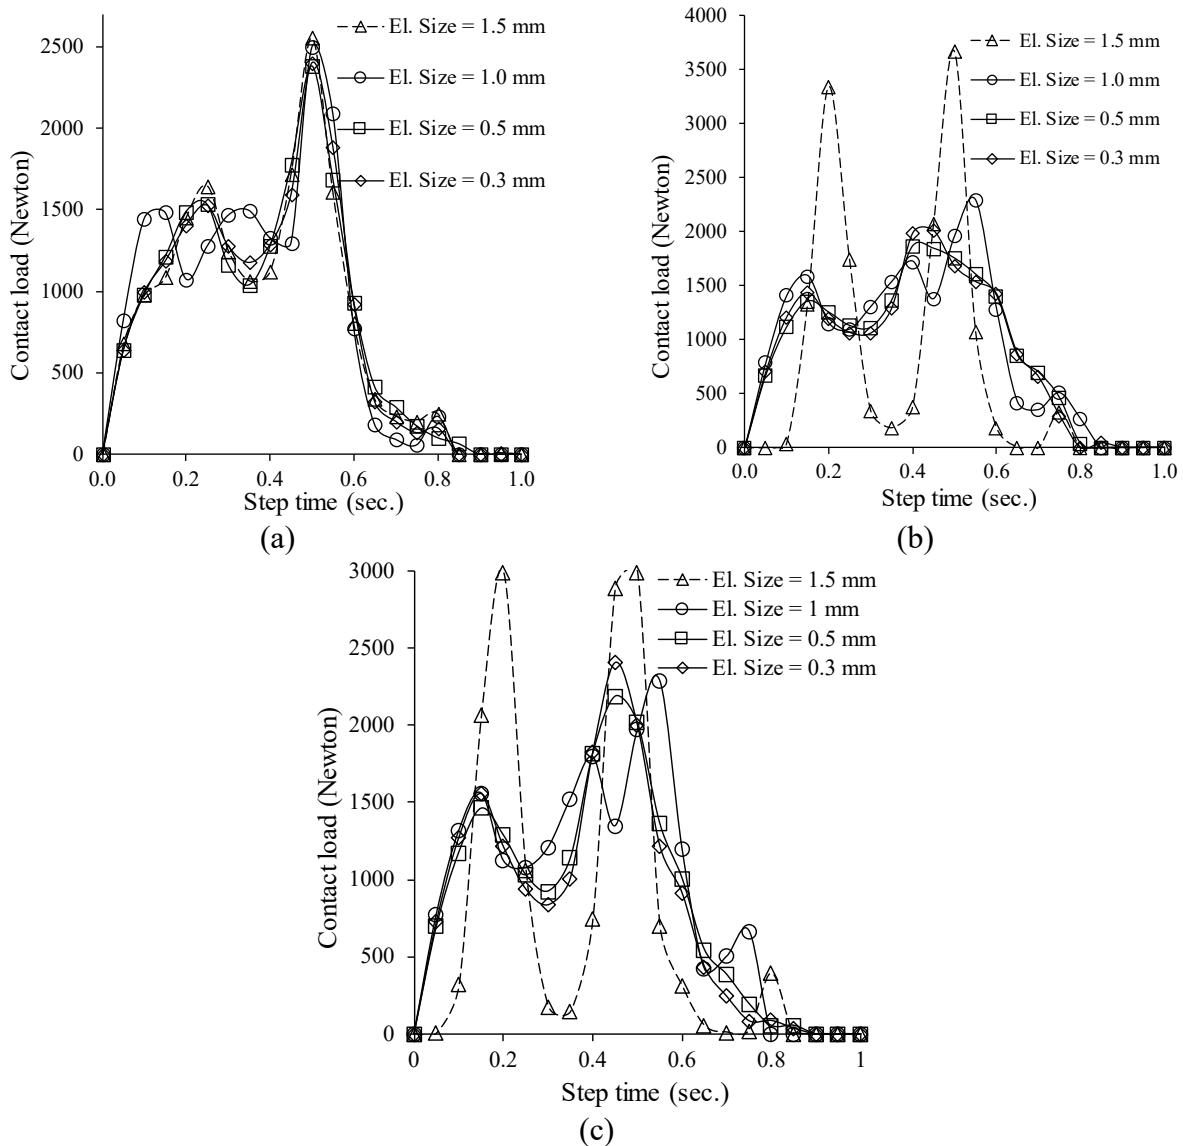 El. Size = 1.5 mm
El. Size = 1.0 mm
El. Size = 0.5 mm
El. Size = 0.3 mm
Contact load (Newton)
2500
2000
1500
1000
500
0
0.0 0.2 0.4 0.6 0.8 1.0
Step time (sec.)
(a)
El. Size = 1.5 mm
El. Size = 1.0 mm
El. Size = 0.5 mm
El. Size = 0.3 mm
Contact load (Newton)
4000
3500
3000
2500
2000
1500
1000
500
0
0.0 0.2 0.4 0.6 0.8 1.0
Step time (sec.)
(b)
El. Size = 1.5 mm
El. Size = 1 mm
El. Size = 0.5 mm
El. Size = 0.3 mm
Contact load (Newton)
3000
2500
2000
1500
1000
500
0
0 0.2 0.4 0.6 0.8 1
Step time (sec.)
(c)